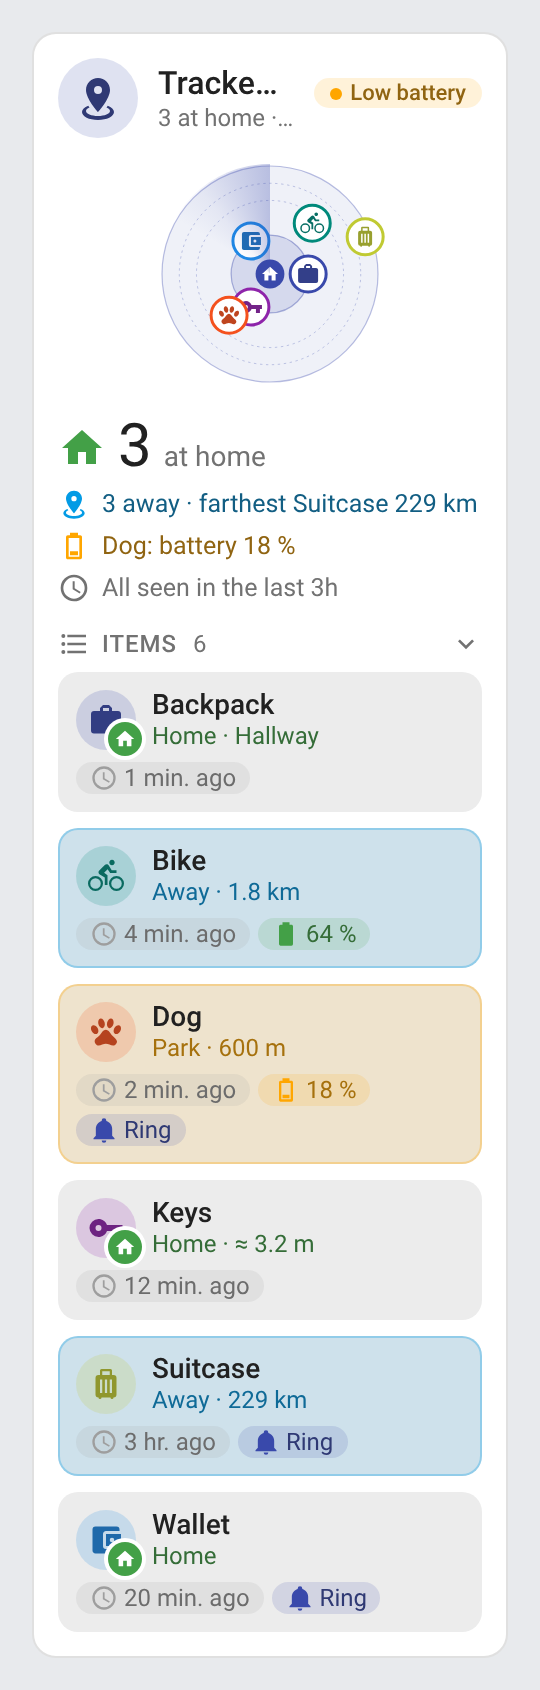 Tracke...
3 at home ·...
Low battery
3 at home
3 away · farthest Suitcase 229 km
Dog: battery 18 %
All seen in the last 3h
ITEMS 6
Backpack
Home · Hallway
1 min. ago
Bike
Away · 1.8 km
4 min. ago 64 %
Dog
Park · 600 m
2 min. ago 18 %
Ring
Keys
Home · ≈ 3.2 m
12 min. ago
Suitcase
Away · 229 km
3 hr. ago Ring
Wallet
Home
20 min. ago Ring